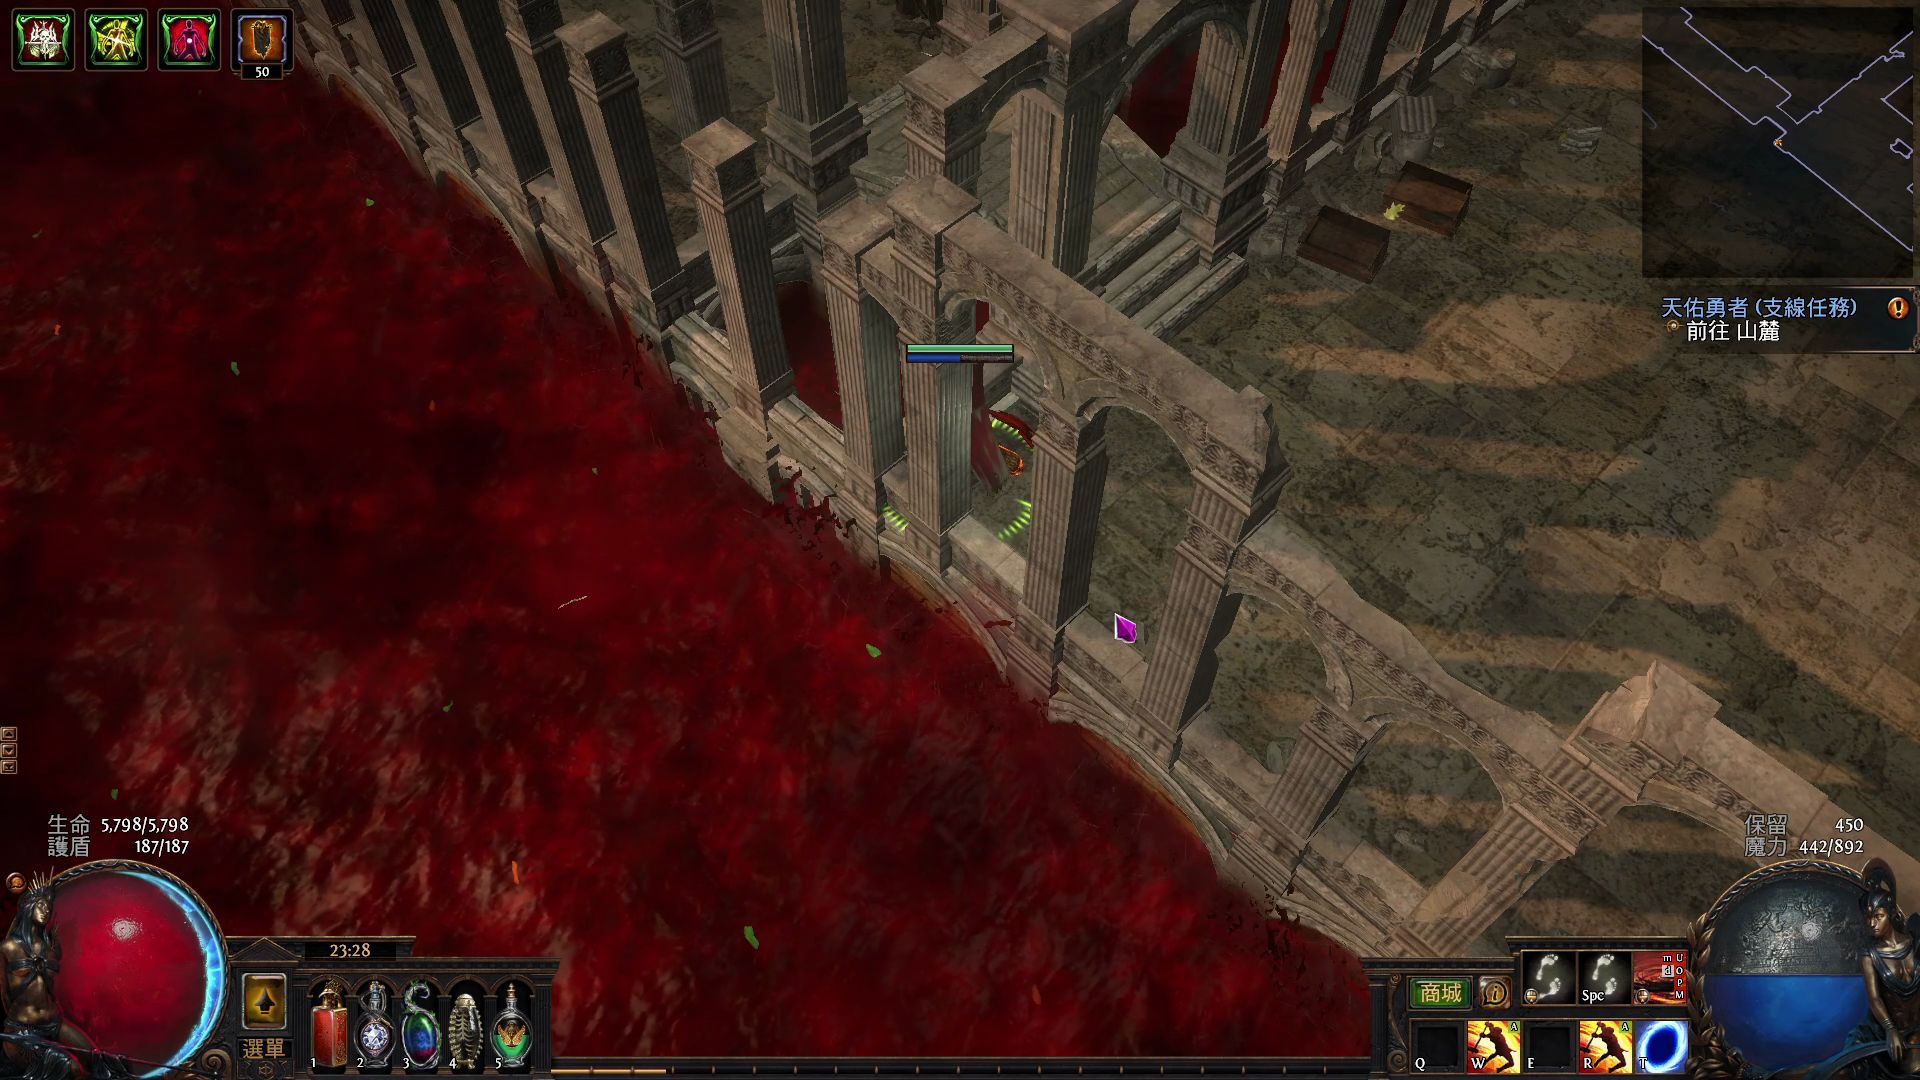 50
天佑勇者 (支線任務)
前往 山麓
生命 5,798/5,798
護盾 187/187
保留 450
魔力 442/892
23:28
選單
1 2 3 4 5
商城
Spc
m U
d O
P
M
Q W A E R A T